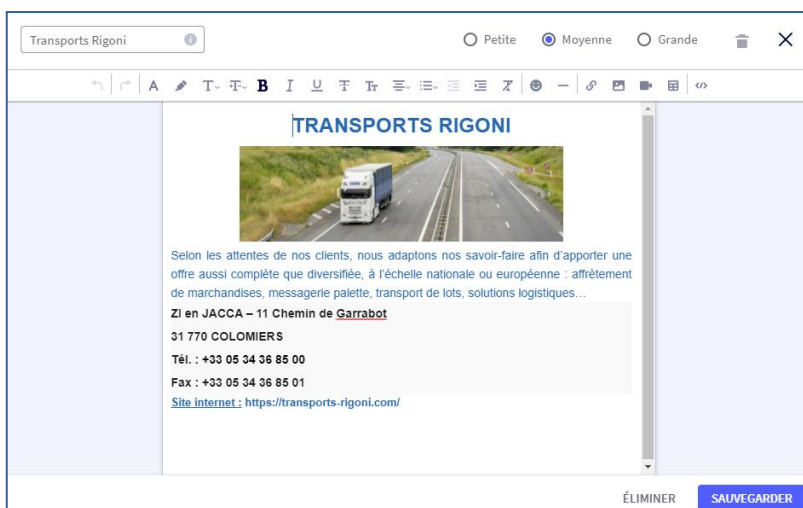 Transports Rigoni
Petite
Moyenne
Grande
TRANSPORTS RIGONI
Selon les attentes de nos clients, nous adaptons nos savoir-faire afin d'apporter une
offre aussi complète que diversifiée, à l'échelle nationale ou européenne : affrètement
de marchandises, messagerie palette, transport de lots, solutions logistiques…
ZI en JACCA – 11 Chemin de Garrabot
31 770 COLOMIERS
Tél. : +33 05 34 36 85 00
Fax : +33 05 34 36 85 01
Site internet : https://transports-rigoni.com/
ÉLIMINER
SAUVEGARDER